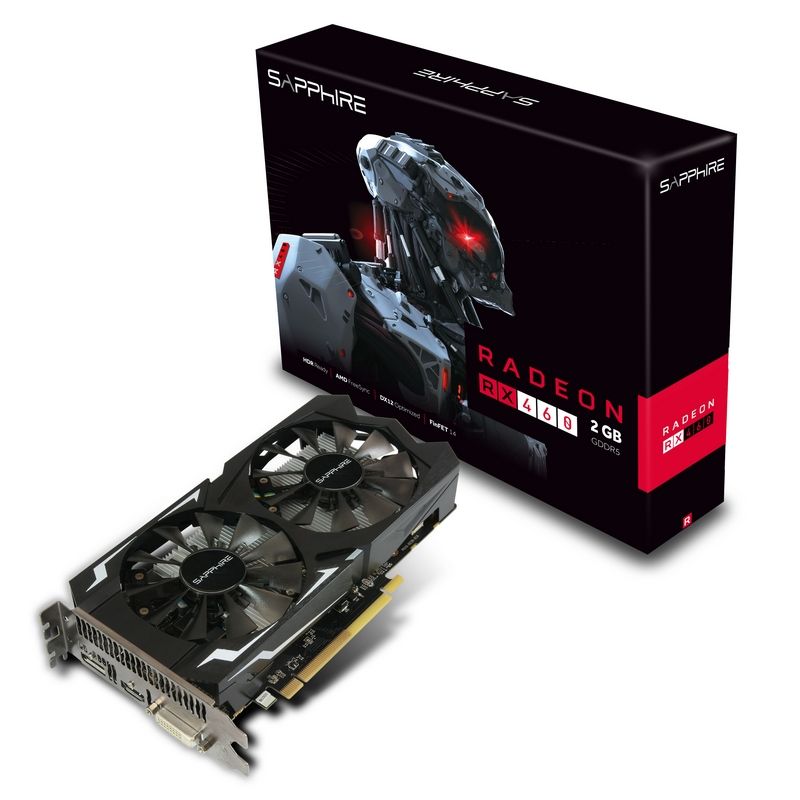 SAPPHIRE
SAPPHIRE
SAPPHIRE
RADEON
RX 460
2 GB
GDDR5
HDR Ready
AMD FreeSync
DX12 Optimized
FinFET 14
RADEON
RX 460
R
SAPPHIRE
SAPPHIRE